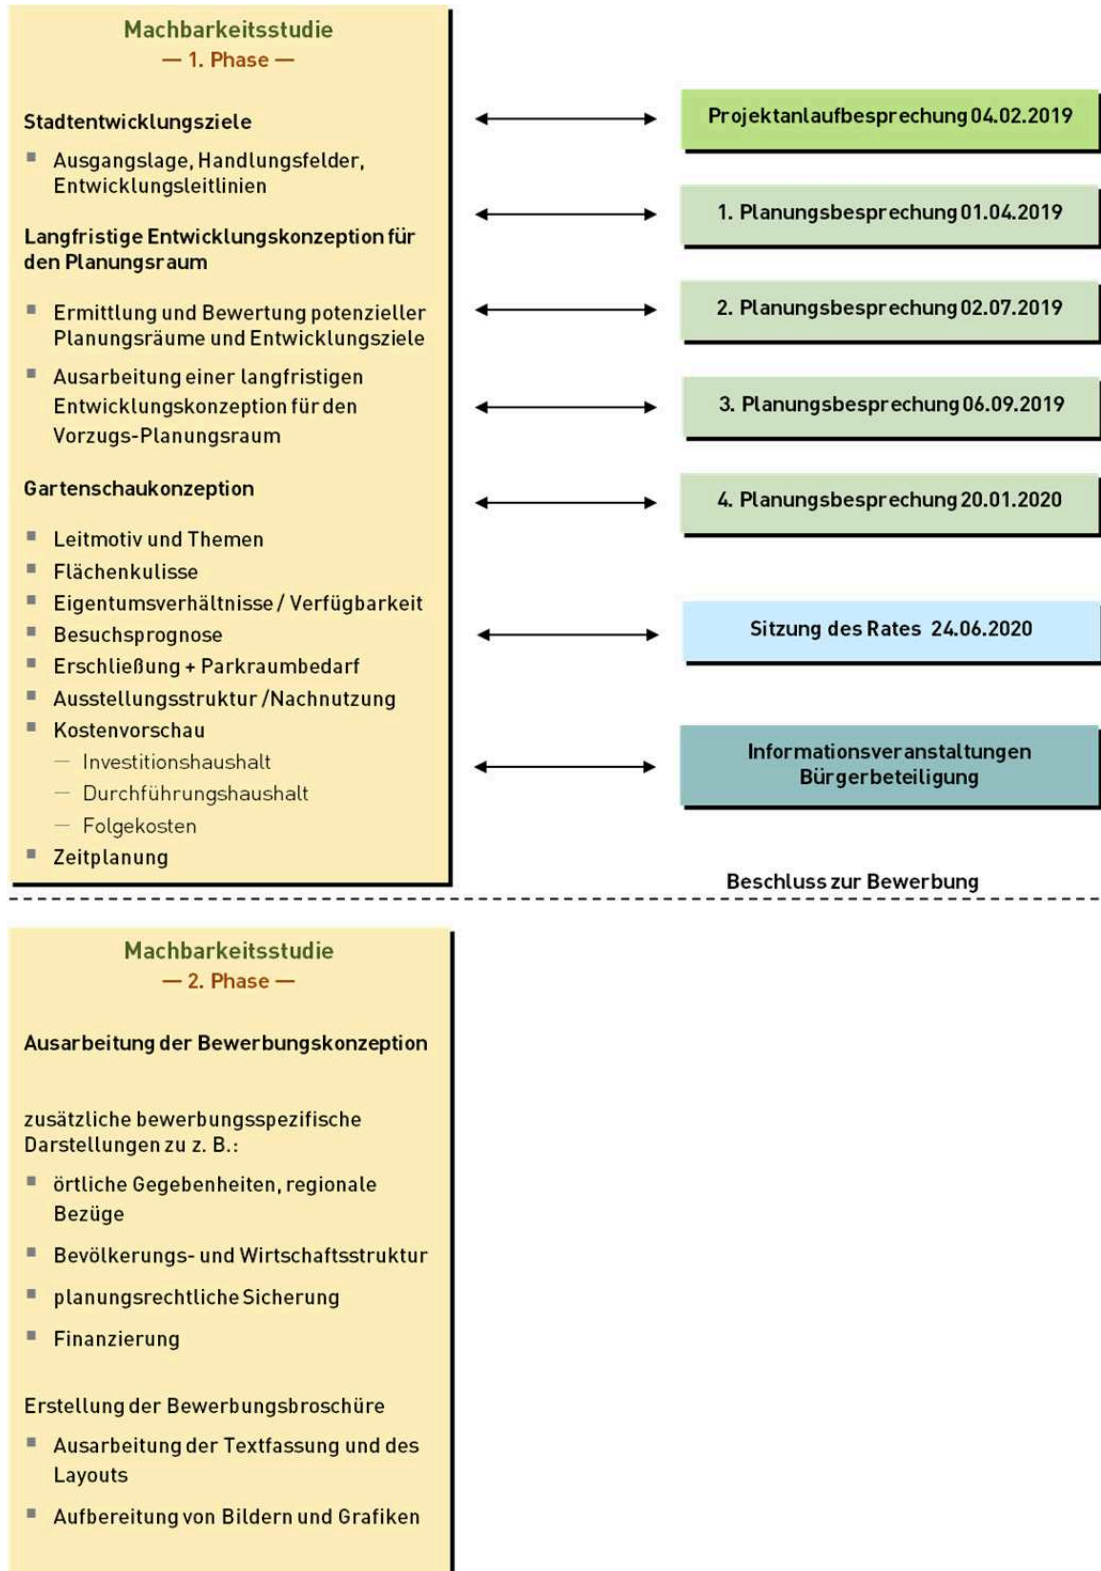 Machbarkeitsstudie
— 1. Phase —
Stadtentwicklungsziele
Ausgangslage, Handlungsfelder,
Entwicklungsleitlinien
Langfristige Entwicklungskonzeption für
den Planungsraum
Ermittlung und Bewertung potenzieller
Planungsräume und Entwicklungsziele
Ausarbeitung einer langfristigen
Entwicklungskonzeption für den
Vorzugs-Planungsraum
Gartenschaukonzeption
Leitmotiv und Themen
Flächenkulisse
Eigentumsverhältnisse / Verfügbarkeit
Besuchsprognose
Erschließung + Parkraumbedarf
Ausstellungsstruktur /Nachnutzung
Kostenvorschau
— Investitionshaushalt
— Durchführungshaushalt
— Folgekosten
Zeitplanung
Projektanlaufbesprechung 04.02.2019
1. Planungsbesprechung 01.04.2019
2. Planungsbesprechung 02.07.2019
3. Planungsbesprechung 06.09.2019
4. Planungsbesprechung 20.01.2020
Sitzung des Rates 24.06.2020
Informationsveranstaltungen
Bürgerbeteiligung
Beschluss zur Bewerbung
Machbarkeitsstudie
— 2. Phase —
Ausarbeitung der Bewerbungskonzeption
zusätzliche bewerbungsspezifische
Darstellungen zu z. B.:
örtliche Gegebenheiten, regionale
Bezüge
Bevölkerungs- und Wirtschaftsstruktur
planungsrechtliche Sicherung
Finanzierung
Erstellung der Bewerbungsbroschüre
Ausarbeitung der Textfassung und des
Layouts
Aufbereitung von Bildern und Grafiken